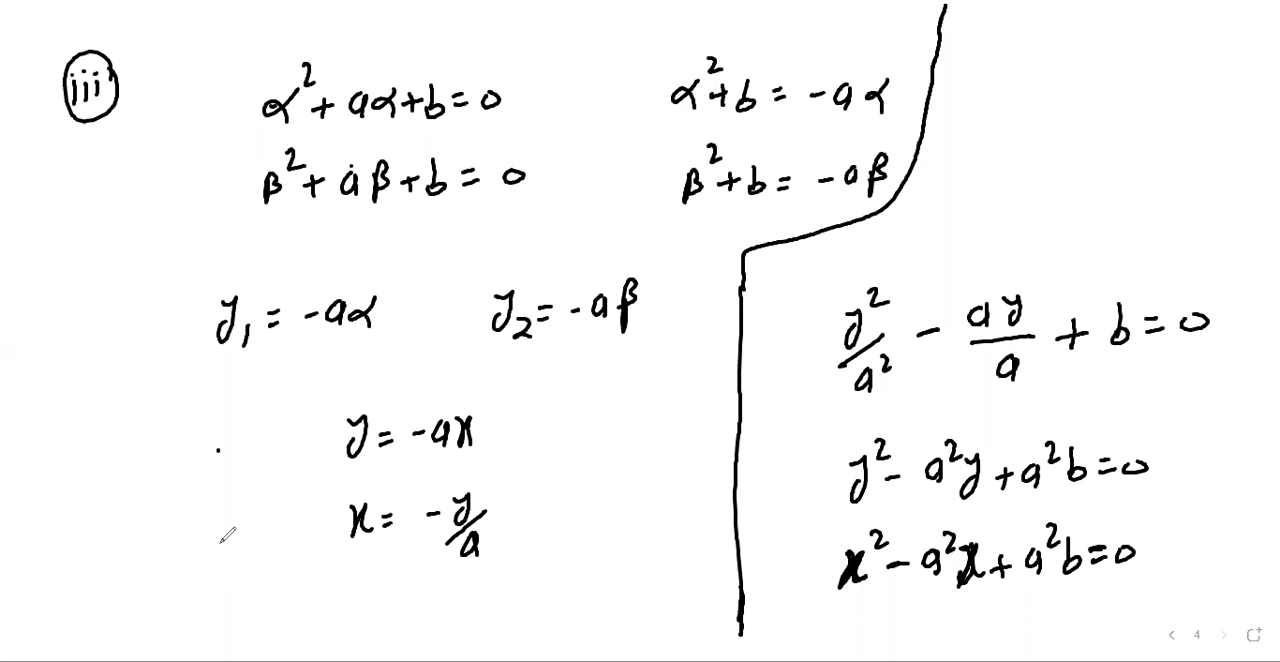 iii
α² + aα + b = 0
α² + b = -aα
β² + aβ + b = 0
β² + b = -aβ
y₁ = -aα
y₂ = -aβ
y = -ax
x = -y/a
y²/a² - ay/a + b = 0
y² - a²y + a²b = 0
x² - a²x + a²b = 0
4